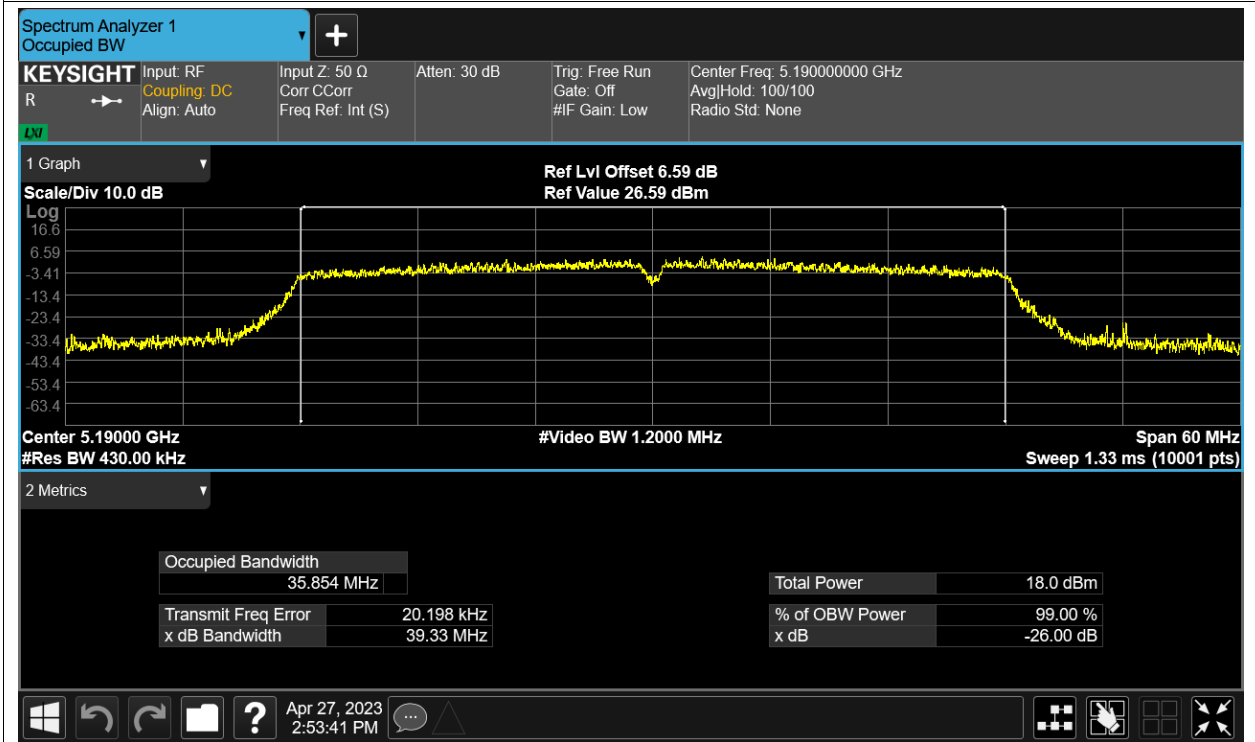 Spectrum Analyzer 1
Occupied BW
KEYSIGHT
R
LXI
Input: RF
Coupling: DC
Align: Auto
Input Z: 50 Ω
Corr CCorr
Freq Ref: Int (S)
Atten: 30 dB
Trig: Free Run
Gate: Off
#IF Gain: Low
Center Freq: 5.190000000 GHz
Avg|Hold: 100/100
Radio Std: None
1 Graph
Scale/Div 10.0 dB
Ref Lvl Offset 6.59 dB
Ref Value 26.59 dBm
Log
16.6
6.59
-3.41
-13.4
-23.4
-33.4
-43.4
-53.4
-63.4
Center 5.19000 GHz
#Res BW 430.00 kHz
#Video BW 1.2000 MHz
Span 60 MHz
Sweep 1.33 ms (10001 pts)
2 Metrics
Occupied Bandwidth
35.854 MHz
Transmit Freq Error 20.198 kHz
x dB Bandwidth 39.33 MHz
Total Power 18.0 dBm
% of OBW Power 99.00 %
x dB -26.00 dB
?
Apr 27, 2023
2:53:41 PM